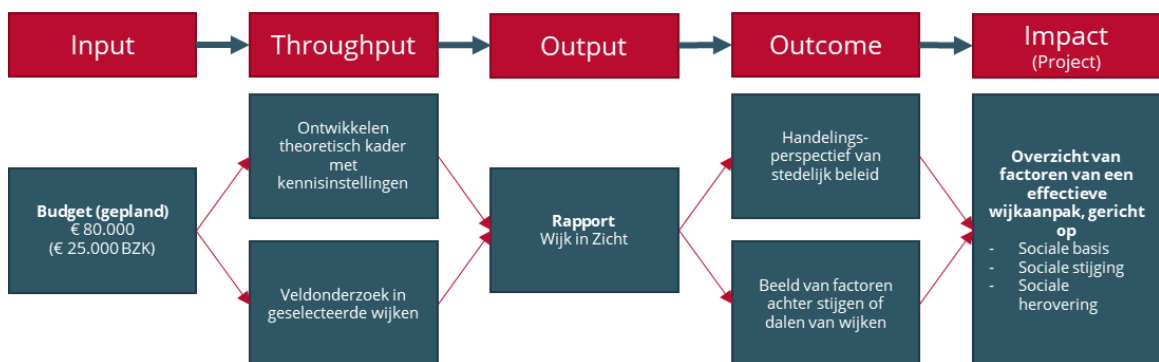 Input
Throughput
Output
Outcome
Impact
(Project)
Budget (gepland)
€ 80.000
(€ 25.000 BZK)
Ontwikkelen
theoretisch kader
met
kennisinstellingen
Veldonderzoek in
geselecteerde wijken
Rapport
Wijk in Zicht
Handelings-
perspectief van
stedelijk beleid
Beeld van factoren
achter stijgen of
dalen van wijken
Overzicht van
factoren van een
effectieve
wijkaanpak, gericht
op
- Sociale basis
- Sociale stijging
- Sociale
herovering